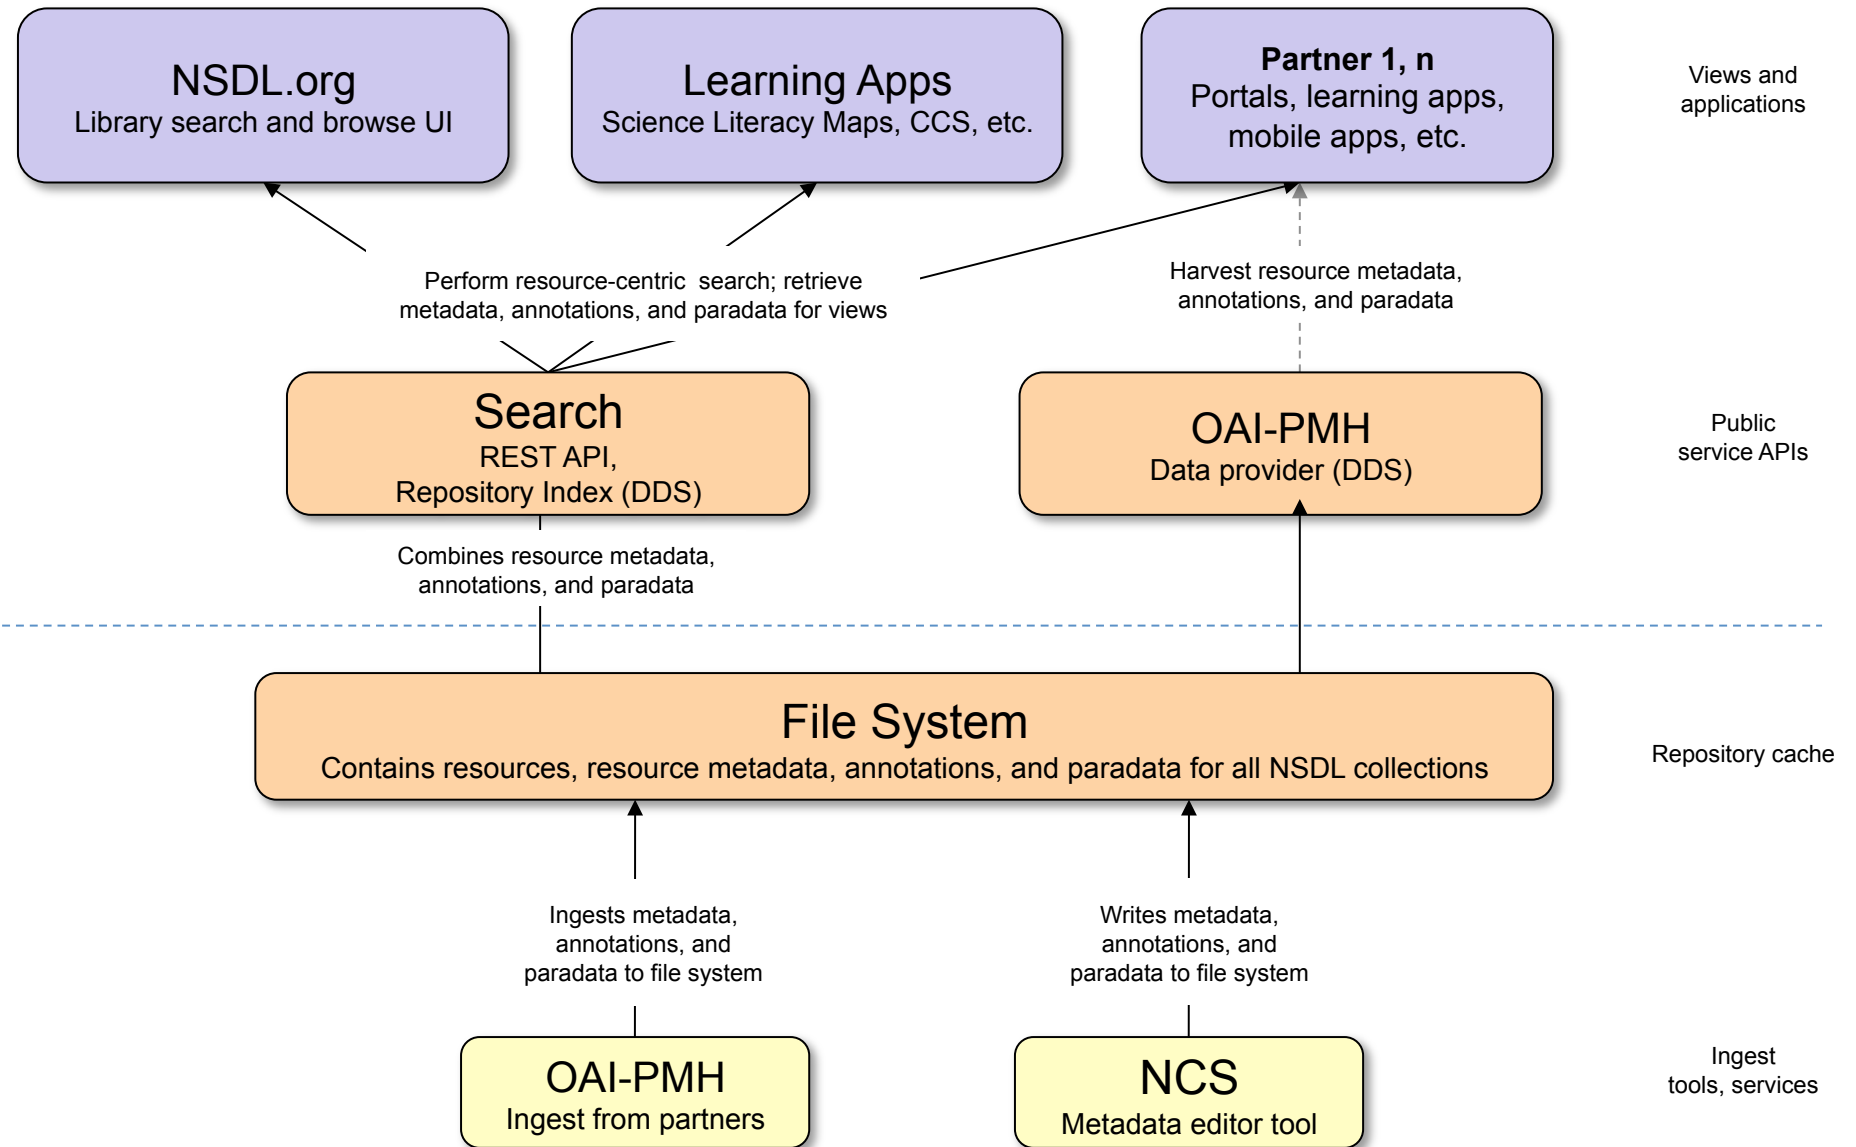 NSDL.org
Library search and browse UI
Learning Apps
Science Literacy Maps, CCS, etc.
Partner 1, n
Portals, learning apps,
mobile apps, etc.
Views and
applications
Perform resource-centric search; retrieve
metadata, annotations, and paradata for views
Harvest resource metadata,
annotations, and paradata
Search
REST API,
Repository Index (DDS)
OAI-PMH
Data provider (DDS)
Public
service APIs
Combines resource metadata,
annotations, and paradata
File System
Contains resources, resource metadata, annotations, and paradata for all NSDL collections
Repository cache
Ingests metadata,
annotations, and
paradata to file system
Writes metadata,
annotations, and
paradata to file system
OAI-PMH
Ingest from partners
NCS
Metadata editor tool
Ingest
tools, services